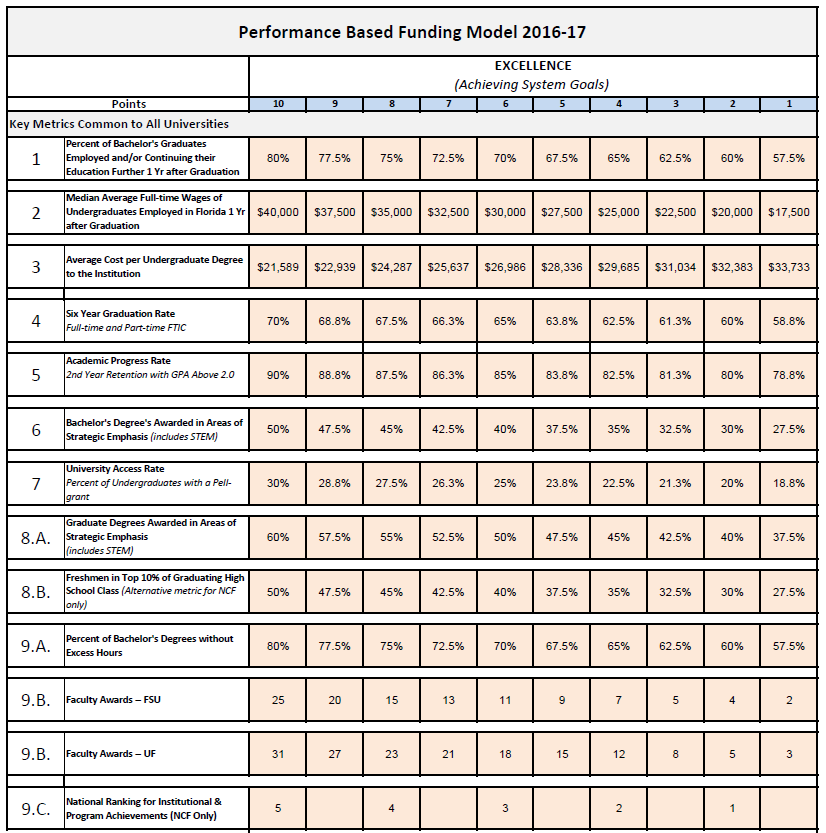 Performance Based Funding Model 2016-17
EXCELLENCE
(Achieving System Goals)
Points 10 9 8 7 6 5 4 3 2 1
Key Metrics Common to All Universities
1 Percent of Bachelor's Graduates
Employed and/or Continuing their
Education Further 1 Yr after Graduation
80% 77.5% 75% 72.5% 70% 67.5% 65% 62.5% 60% 57.5%
2 Median Average Full-time Wages of
Undergraduates Employed in Florida 1 Yr
after Graduation
$40,000 $37,500 $35,000 $32,500 $30,000 $27,500 $25,000 $22,500 $20,000 $17,500
3 Average Cost per Undergraduate Degree
to the Institution
$21,589 $22,939 $24,287 $25,637 $26,986 $28,336 $29,685 $31,034 $32,383 $33,733
4 Six Year Graduation Rate
Full-time and Part-time FTIC
70% 68.8% 67.5% 66.3% 65% 63.8% 62.5% 61.3% 60% 58.8%
5 Academic Progress Rate
2nd Year Retention with GPA Above 2.0
90% 88.8% 87.5% 86.3% 85% 83.8% 82.5% 81.3% 80% 78.8%
6 Bachelor's Degree's Awarded in Areas of
Strategic Emphasis (includes STEM)
50% 47.5% 45% 42.5% 40% 37.5% 35% 32.5% 30% 27.5%
7 University Access Rate
Percent of Undergraduates with a Pell-
grant
30% 28.8% 27.5% 26.3% 25% 23.8% 22.5% 21.3% 20% 18.8%
8.A. Graduate Degrees Awarded in Areas of
Strategic Emphasis
(includes STEM)
60% 57.5% 55% 52.5% 50% 47.5% 45% 42.5% 40% 37.5%
8.B. Freshmen in Top 10% of Graduating High
School Class (Alternative metric for NCF
only)
50% 47.5% 45% 42.5% 40% 37.5% 35% 32.5% 30% 27.5%
9.A. Percent of Bachelor's Degrees without
Excess Hours
80% 77.5% 75% 72.5% 70% 67.5% 65% 62.5% 60% 57.5%
9.B. Faculty Awards – FSU
25 20 15 13 11 9 7 5 4 2
9.B. Faculty Awards – UF
31 27 23 21 18 15 12 8 5 3
9.C. National Ranking for Institutional &
Program Achievements (NCF Only)
5 4 3 2 1